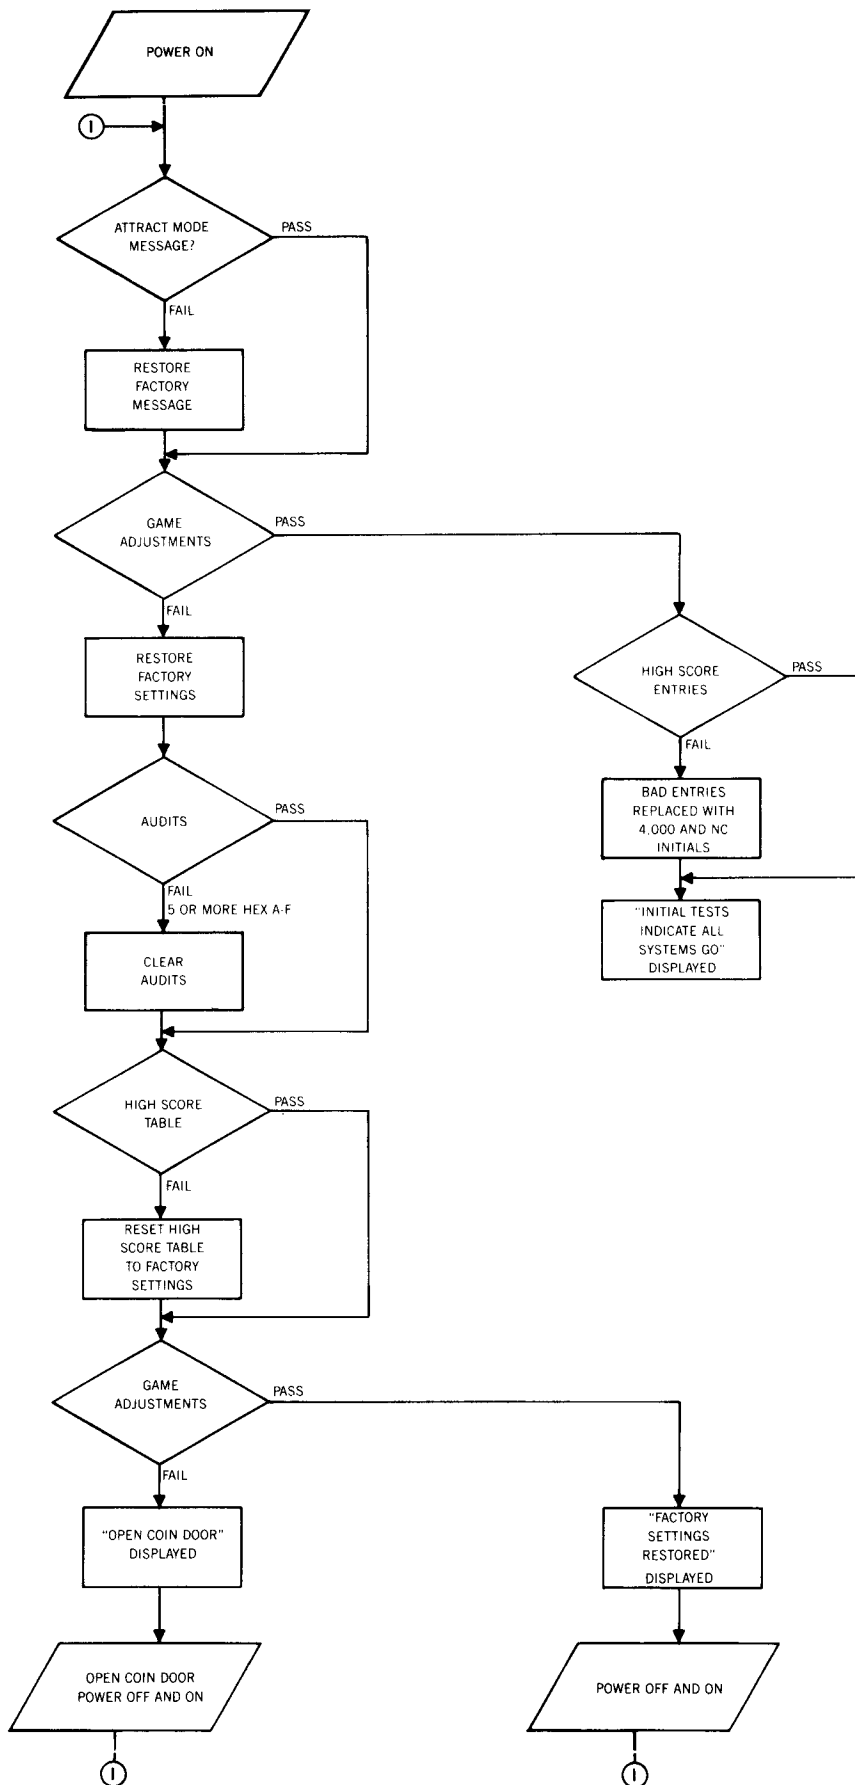 POWER ON
I
ATTRACT MODE
MESSAGE?
PASS
FAIL
RESTORE
FACTORY
MESSAGE
GAME
ADJUSTMENTS
PASS
FAIL
RESTORE
FACTORY
SETTINGS
HIGH SCORE
ENTRIES
PASS
FAIL
BAD ENTRIES
REPLACED WITH
4,000 AND NC
INITIALS
"INITIAL TESTS
INDICATE ALL
SYSTEMS GO"
DISPLAYED
AUDITS
PASS
FAIL
5 OR MORE HEX A-F
CLEAR
AUDITS
HIGH SCORE
TABLE
PASS
FAIL
RESET HIGH
SCORE TABLE
TO FACTORY
SETTINGS
GAME
ADJUSTMENTS
PASS
FAIL
"OPEN COIN DOOR"
DISPLAYED
"FACTORY
SETTINGS
RESTORED"
DISPLAYED
OPEN COIN DOOR
POWER OFF AND ON
POWER OFF AND ON
I
I